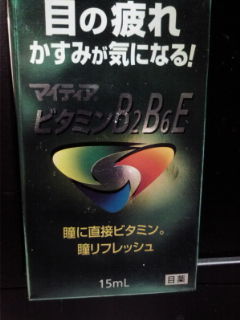 目の疲れ
かすみが気になる!
マイティア
ビタミンB2B6E
瞳に直接ビタミン。
瞳リフレッシュ
15mL
目薬